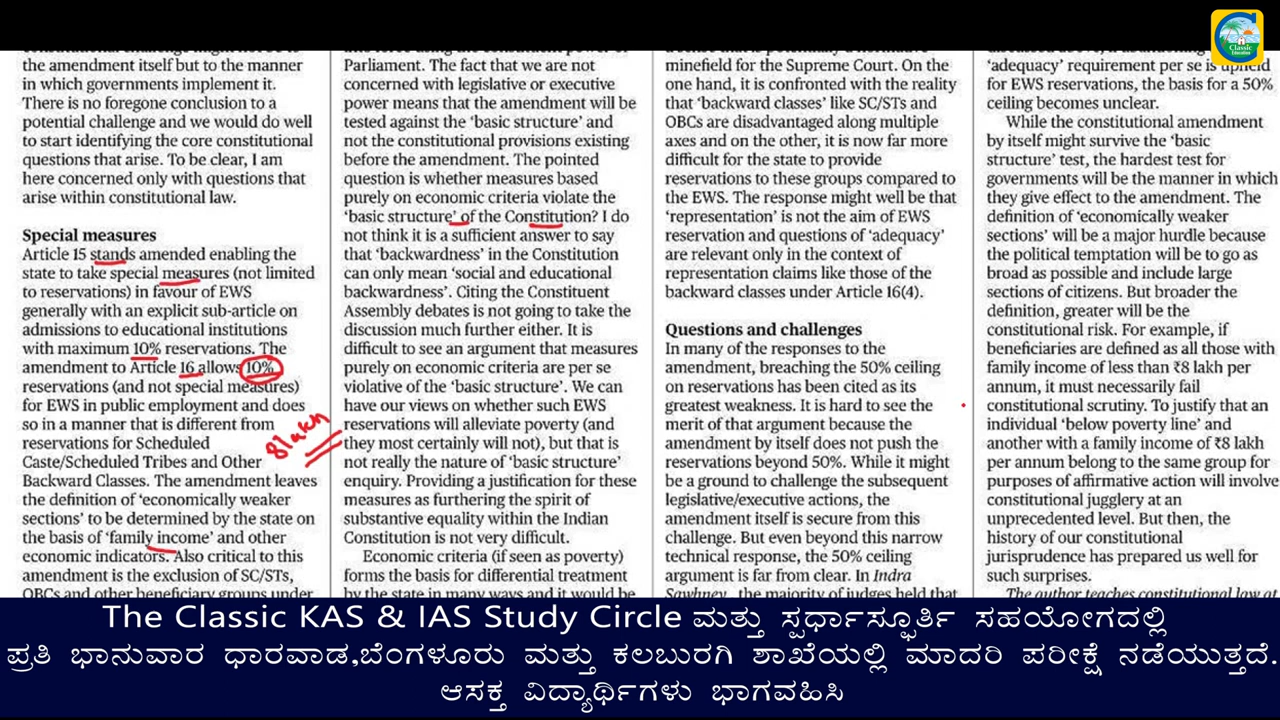 the amendment itself but to the manner
in which governments implement it.
There is no foregone conclusion to a
potential challenge and we would do well
to start identifying the core constitutional
questions that arise. To be clear, I am
here concerned only with questions that
arise within constitutional law.
Special measures
Article 15 stands amended enabling the
state to take special measures (not limited
to reservations) in favour of EWS
generally with an explicit sub-article on
admissions to educational institutions
with maximum 10% reservations. The
amendment to Article 16 allows 10%
reservations (and not special measures)
for EWS in public employment and does
so in a manner that is different from
reservations for Scheduled
Caste/Scheduled Tribes and Other
Backward Classes. The amendment leaves
the definition of ‘economically weaker
sections’ to be determined by the state on
the basis of ‘family income’ and other
economic indicators. Also critical to this
amendment is the exclusion of SC/STs,
OBCs and other beneficiary groups under
8 lakh
Parliament. The fact that we are not
concerned with legislative or executive
power means that the amendment will be
tested against the ‘basic structure’ and
not the constitutional provisions existing
before the amendment. The pointed
question is whether measures based
purely on economic criteria violate the
‘basic structure’ of the Constitution? I do
not think it is a sufficient answer to say
that ‘backwardness’ in the Constitution
can only mean ‘social and educational
backwardness’. Citing the Constituent
Assembly debates is not going to take the
discussion much further either. It is
difficult to see an argument that measures
purely on economic criteria are per se
violative of the ‘basic structure’. We can
have our views on whether such EWS
reservations will alleviate poverty (and
they most certainly will not), but that is
not really the nature of ‘basic structure’
enquiry. Providing a justification for these
measures as furthering the spirit of
substantive equality within the Indian
Constitution is not very difficult.
Economic criteria (if seen as poverty)
forms the basis for differential treatment
by the state in many ways and it would be
minefield for the Supreme Court. On the
one hand, it is confronted with the reality
that ‘backward classes’ like SC/STs and
OBCs are disadvantaged along multiple
axes and on the other, it is now far more
difficult for the state to provide
reservations to these groups compared to
the EWS. The response might well be that
‘representation’ is not the aim of EWS
reservation and questions of ‘adequacy’
are relevant only in the context of
representation claims like those of the
backward classes under Article 16(4).
Questions and challenges
In many of the responses to the
amendment, breaching the 50% ceiling
on reservations has been cited as its
greatest weakness. It is hard to see the
merit of that argument because the
amendment by itself does not push the
reservations beyond 50%. While it might
be a ground to challenge the subsequent
legislative/executive actions, the
amendment itself is secure from this
challenge. But even beyond this narrow
technical response, the 50% ceiling
argument is far from clear. In Indra
Sawhney, the majority of judges held that
‘adequacy’ requirement per se is upheld
for EWS reservations, the basis for a 50%
ceiling becomes unclear.
While the constitutional amendment
by itself might survive the ‘basic
structure’ test, the hardest test for
governments will be the manner in which
they give effect to the amendment. The
definition of ‘economically weaker
sections’ will be a major hurdle because
the political temptation will be to go as
broad as possible and include large
sections of citizens. But broader the
definition, greater will be the
constitutional risk. For example, if
beneficiaries are defined as all those with
family income of less than ₹8 lakh per
annum, it must necessarily fail
constitutional scrutiny. To justify that an
individual ‘below poverty line’ and
another with a family income of ₹8 lakh
per annum belong to the same group for
purposes of affirmative action will involve
constitutional jugglery at an
unprecedented level. But then, the
history of our constitutional
jurisprudence has prepared us well for
such surprises.
The author teaches constitutional law at
Classic
Education
The Classic KAS & IAS Study Circle ಮತ್ತು ಸ್ಪರ್ಧಾಸ್ಫೂರ್ತಿ ಸಹಯೋಗದಲ್ಲಿ
ಪ್ರತಿ ಭಾನುವಾರ ಧಾರವಾಡ,ಬೆಂಗಳೂರು ಮತ್ತು ಕಲಬುರಗಿ ಶಾಖೆಯಲ್ಲಿ ಮಾದರಿ ಪರೀಕ್ಷೆ ನಡೆಯುತ್ತದೆ.
ಆಸಕ್ತ ವಿದ್ಯಾರ್ಥಿಗಳು ಭಾಗವಹಿಸಿ